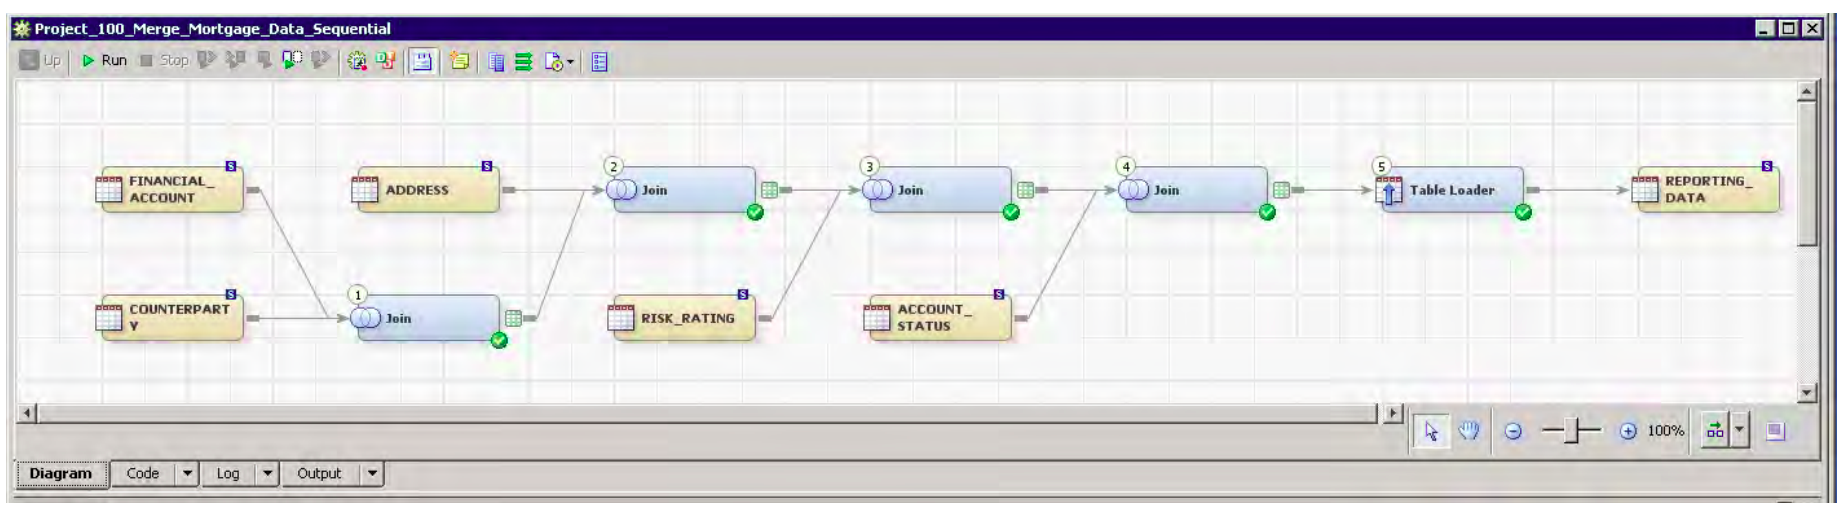 Project_100_Merge_Mortgage_Data_Sequential
Up Run Stop
2 3 4 5
FINANCIAL_
ACCOUNT
ADDRESS
Join
Join
Join
Table Loader
REPORTING_
DATA
S S S
1
COUNTERPART
Y
Join
RISK_RATING
ACCOUNT_
STATUS
S S S
100%
Diagram Code Log Output